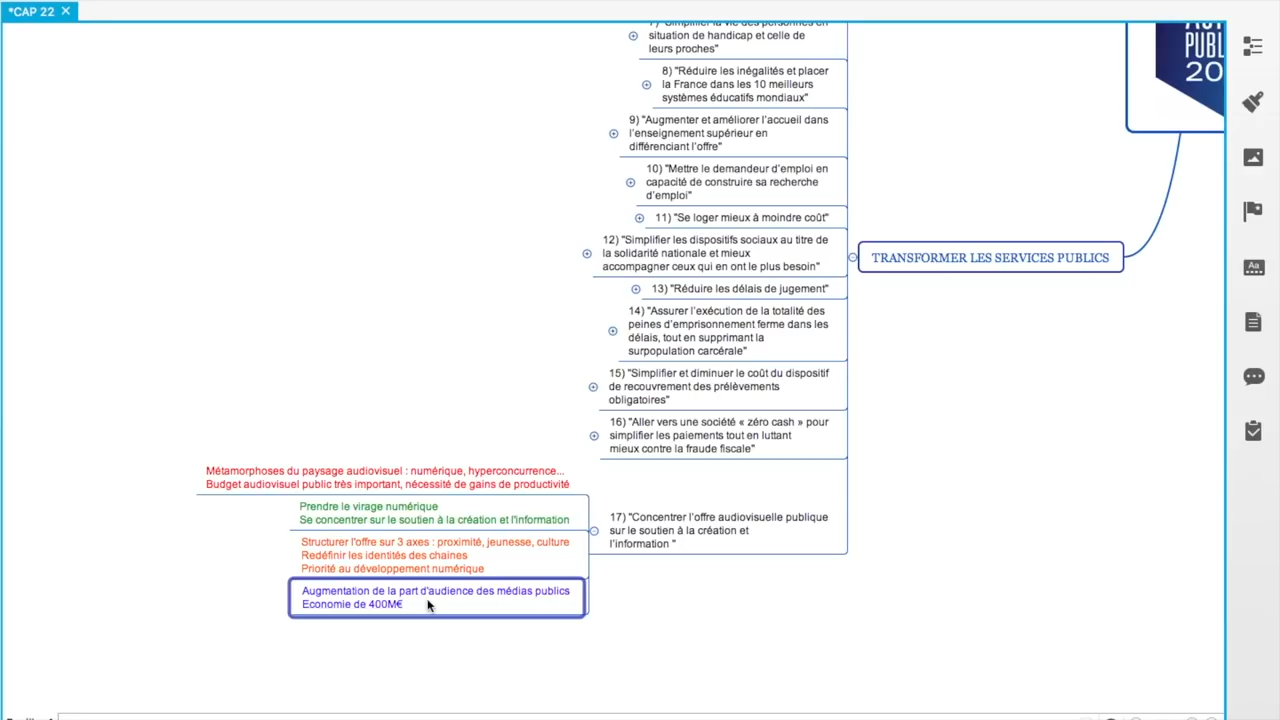 *CAP 22
situation de handicap et celle de
leurs proches"
8) "Réduire les inégalités et placer
la France dans les 10 meilleurs
systèmes éducatifs mondiaux"
9) "Augmenter et améliorer l'accueil dans
l'enseignement supérieur en
différenciant l'offre"
10) "Mettre le demandeur d'emploi en
capacité de construire sa recherche
d'emploi"
11) "Se loger mieux à moindre coût"
12) "Simplifier les dispositifs sociaux au titre de
la solidarité nationale et mieux
accompagner ceux qui en ont le plus besoin"
13) "Réduire les délais de jugement"
14) "Assurer l'exécution de la totalité des
peines d'emprisonnement ferme dans les
délais, tout en supprimant la
surpopulation carcérale"
15) "Simplifier et diminuer le coût du dispositif
de recouvrement des prélèvements
obligatoires"
16) "Aller vers une société « zéro cash » pour
simplifier les paiements tout en luttant
mieux contre la fraude fiscale"
17) "Concentrer l'offre audiovisuelle publique
sur le soutien à la création et
l'information "
Métamorphoses du paysage audiovisuel : numérique, hyperconcurrence...
Budget audiovisuel public très important, nécessité de gains de productivité
Prendre le virage numérique
Se concentrer sur le soutien à la création et l'information
Structurer l'offre sur 3 axes : proximité, jeunesse, culture
Redéfinir les identités des chaines
Priorité au développement numérique
Augmentation de la part d'audience des médias publics
Economie de 400M€
TRANSFORMER LES SERVICES PUBLICS
PUBL
20
Aa